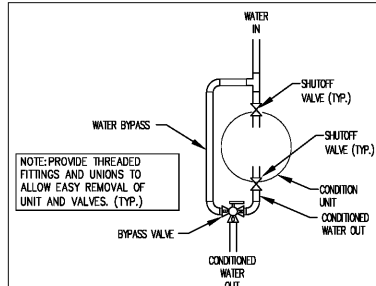 WATER
IN
SHUTOFF
VALVE (TYP.)
WATER BYPASS
SHUTOFF
VALVE (TYP.)
NOTE: PROVIDE THREADED
FITTINGS AND UNIONS TO
ALLOW EASY REMOVAL OF
UNIT AND VALVES. (TYP.)
CONDITION
UNIT
BYPASS VALVE
CONDITIONED
WATER OUT
CONDITIONED
WATER
OUT